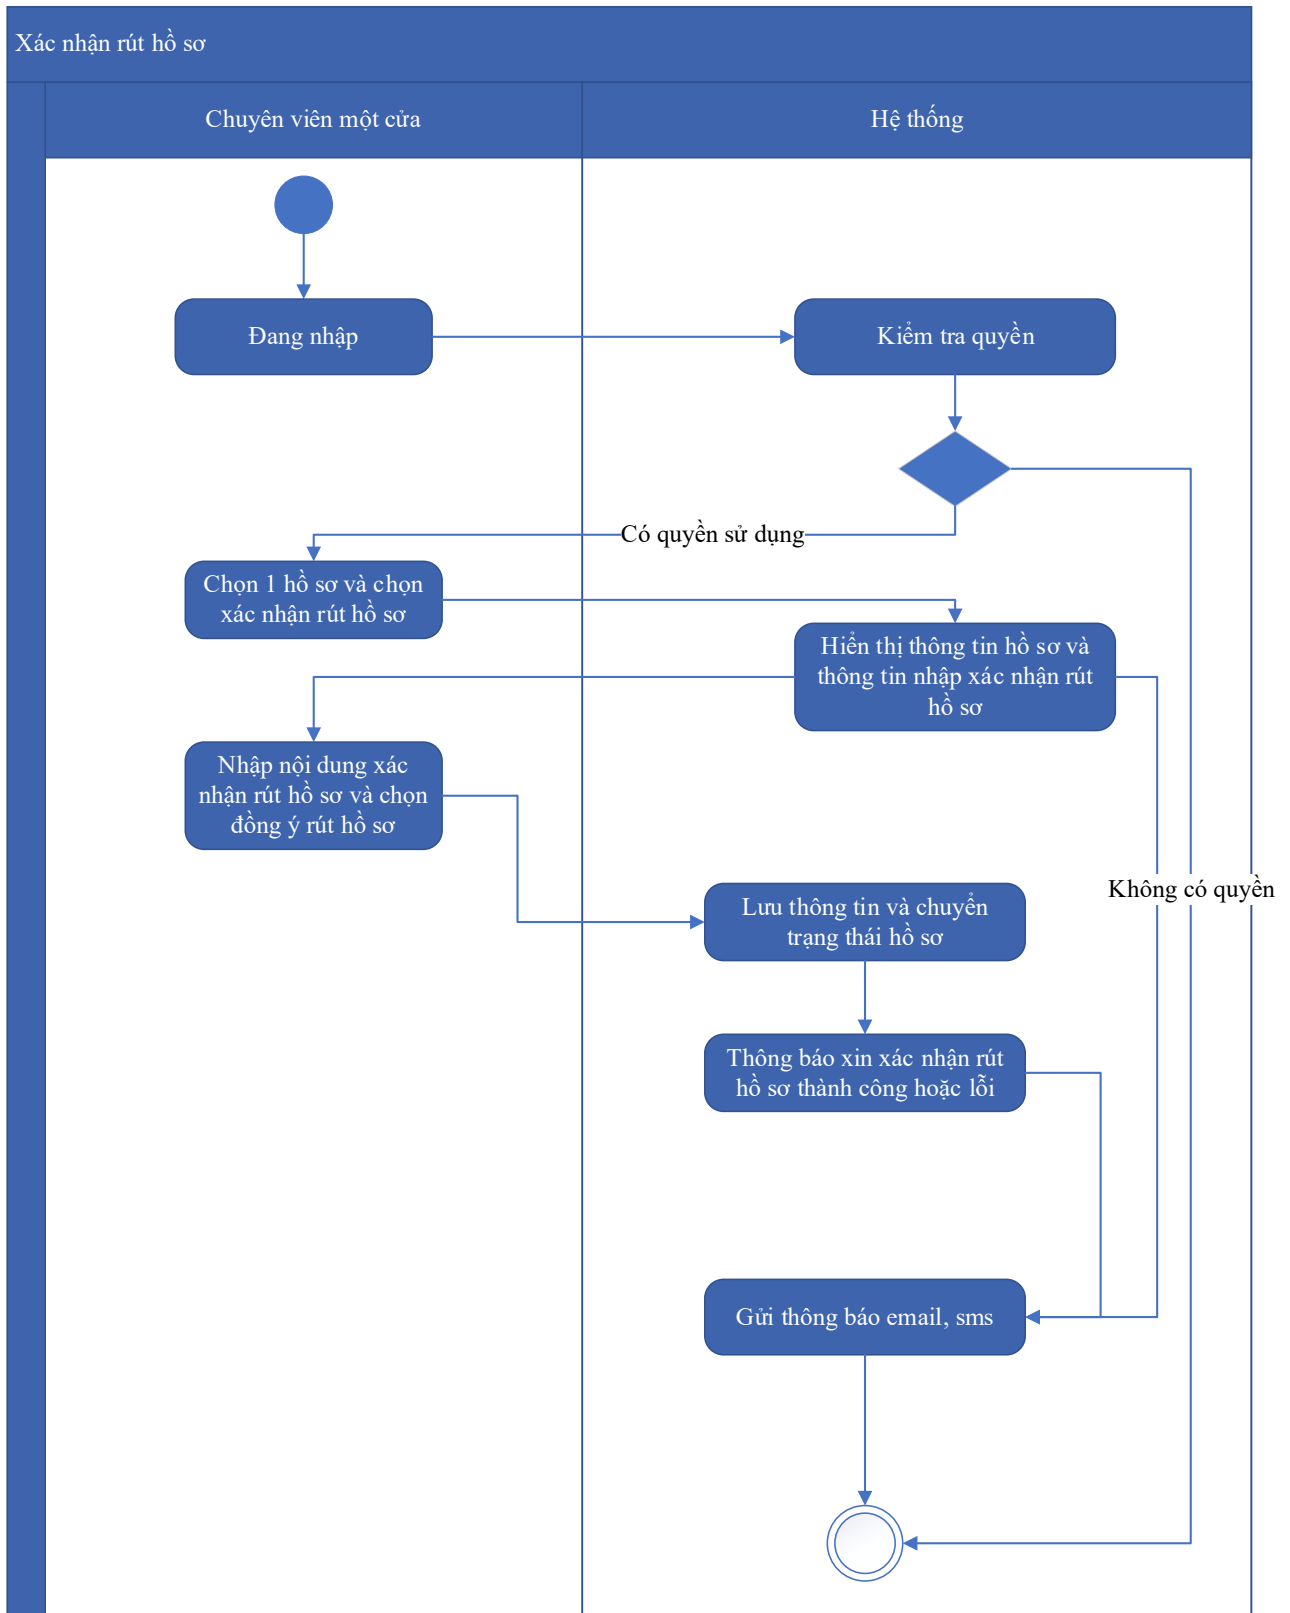 Xác nhận rút hồ sơ
Chuyên viên một cửa
Hệ thống
Đang nhập
Kiểm tra quyền
Có quyền sử dụng
Chọn 1 hồ sơ và chọn
xác nhận rút hồ sơ
Hiển thị thông tin hồ sơ và
thông tin nhập xác nhận rút
hồ sơ
Nhập nội dung xác
nhận rút hồ sơ và chọn
đồng ý rút hồ sơ
Không có quyền
Lưu thông tin và chuyển
trạng thái hồ sơ
Thông báo xin xác nhận rút
hồ sơ thành công hoặc lỗi
Gửi thông báo email, sms